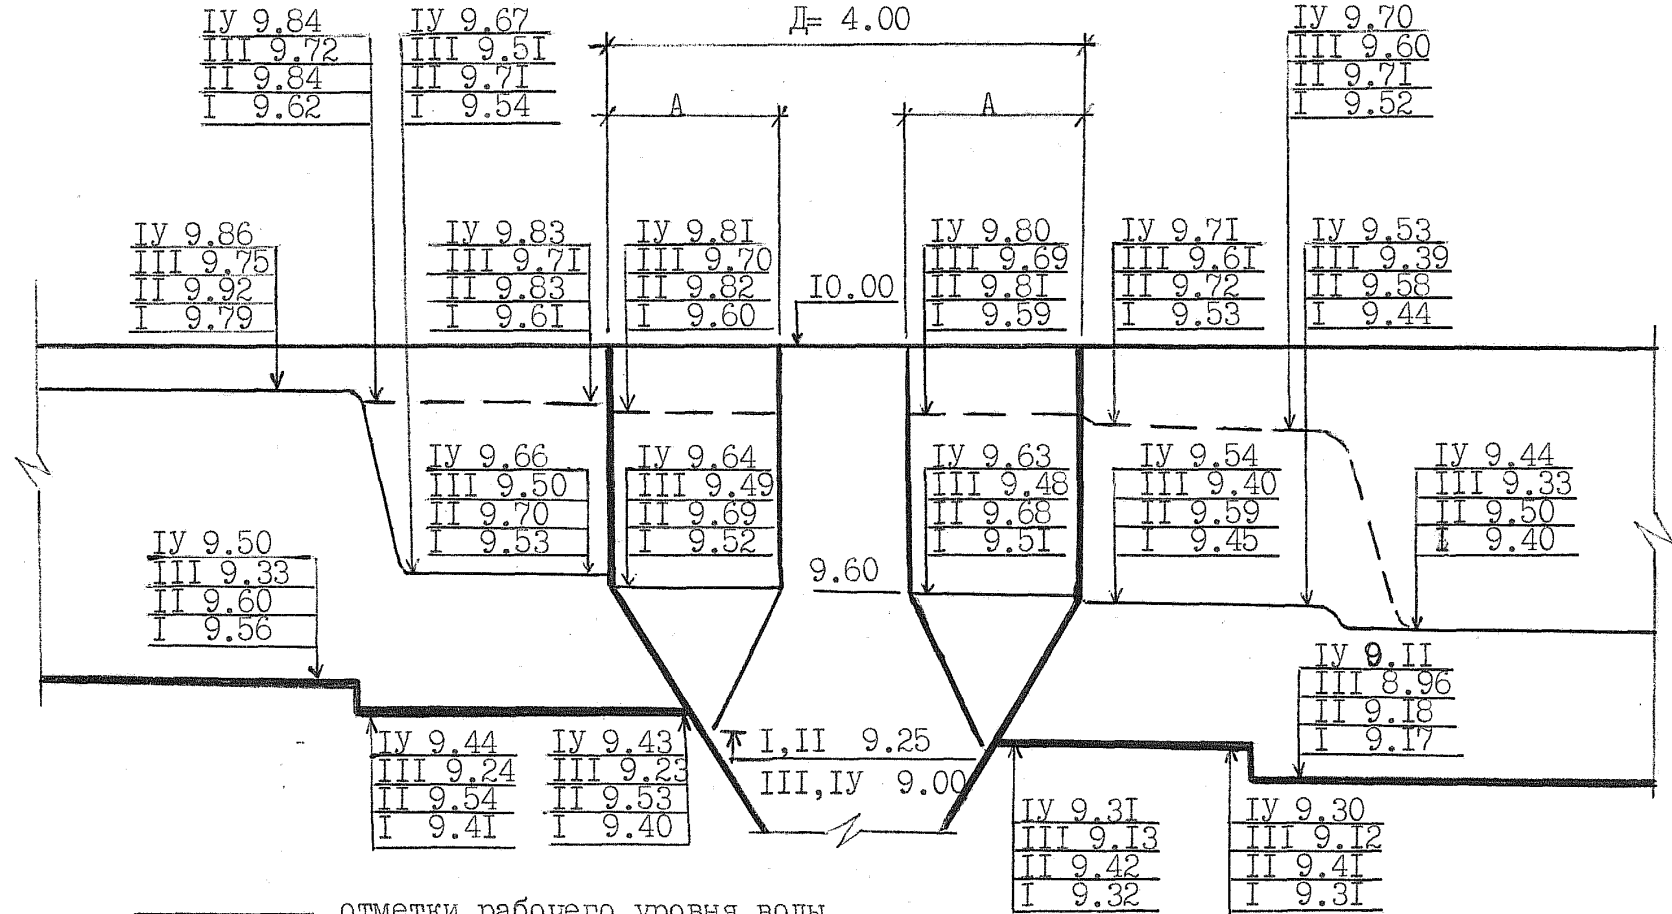 IУ 9.84
III 9.72
II 9.84
I 9.62
IУ 9.67
III 9.5I
II 9.7I
I 9.54
Д= 4.00
IУ 9.70
III 9.60
II 9.7I
I 9.52
А
А
IУ 9.86
III 9.75
II 9.92
I 9.79
IУ 9.83
III 9.7I
II 9.83
I 9.6I
IУ 9.8I
III 9.70
II 9.82
I 9.60
I0.00
IУ 9.80
III 9.69
II 9.8I
I 9.59
IУ 9.7I
III 9.6I
II 9.72
I 9.53
IУ 9.53
III 9.39
II 9.58
I 9.44
IУ 9.66
III 9.50
II 9.70
I 9.53
IУ 9.64
III 9.49
II 9.69
I 9.52
IУ 9.63
III 9.48
II 9.68
I 9.5I
IУ 9.54
III 9.40
II 9.59
I 9.45
IУ 9.44
III 9.33
II 9.50
I 9.40
IУ 9.50
III 9.33
II 9.60
I 9.56
9.60
IУ 9.II
III 8.96
II 9.I8
I 9.I7
IУ 9.44
III 9.24
II 9.54
I 9.4I
IУ 9.43
III 9.23
II 9.53
I 9.40
I,II 9.25
III,IУ 9.00
IУ 9.3I
III 9.I3
II 9.42
I 9.32
IУ 9.30
III 9.I2
II 9.4I
I 9.3I
отметки рабочего уровня воды